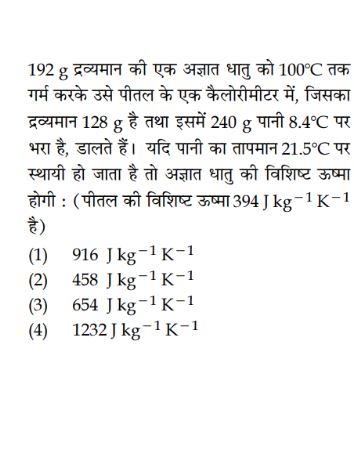 192 g द्रव्यमान की एक अज्ञात धातु को 100°C तक
गर्म करके उसे पीतल के एक कैलोरीमीटर में, जिसका
द्रव्यमान 128 g है तथा इसमें 240 g पानी 8.4°C पर
भरा है, डालते हैं। यदि पानी का तापमान 21.5°C पर
स्थायी हो जाता है तो अज्ञात धातु की विशिष्ट ऊष्मा
होगी : (पीतल की विशिष्ट ऊष्मा 394 J kg⁻¹ K⁻¹
है)
(1) 916 J kg⁻¹ K⁻¹
(2) 458 J kg⁻¹ K⁻¹
(3) 654 J kg⁻¹ K⁻¹
(4) 1232 J kg⁻¹ K⁻¹